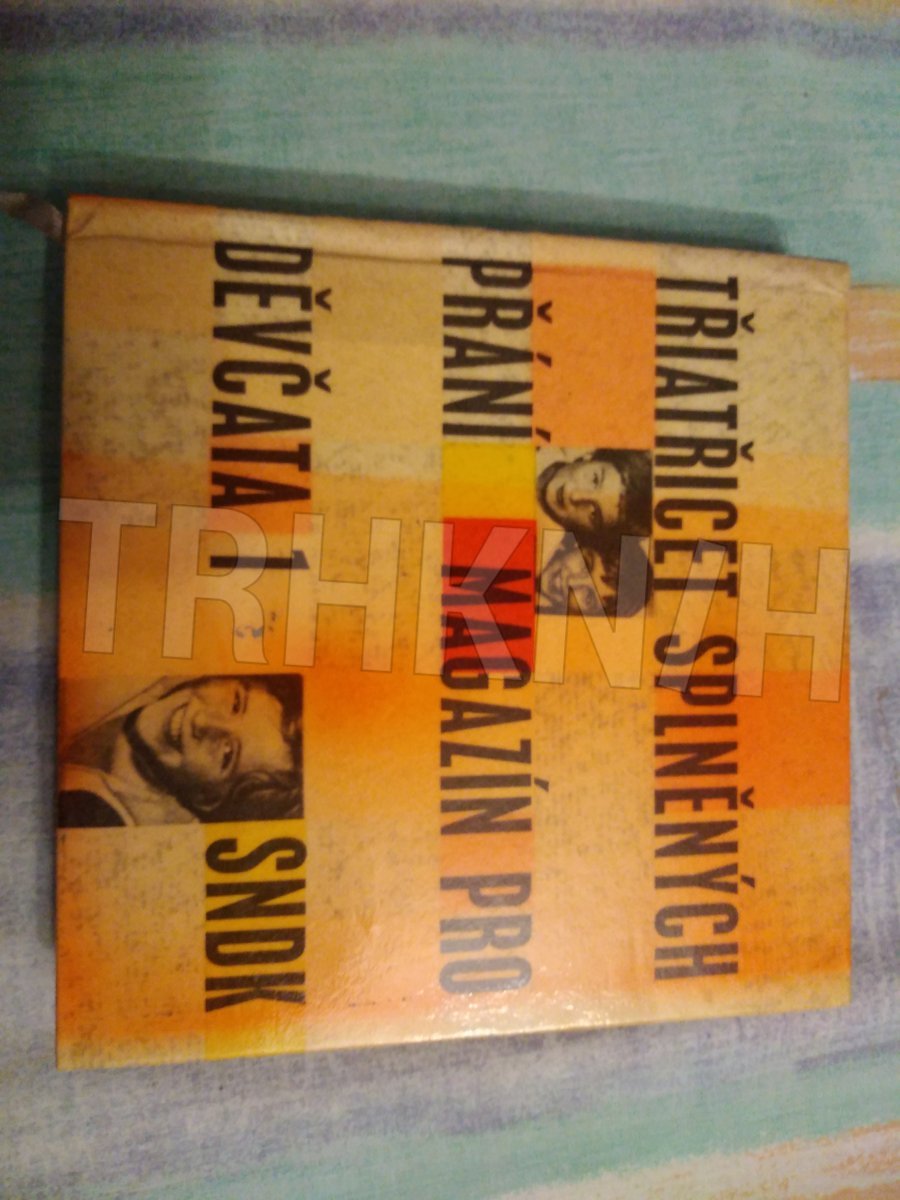 TŘIATŘICET SPLNĚNÝCH
PŘÁNÍ MAGAZÍN PRO
DĚVČATA 1 SNDK
TRHKNIH